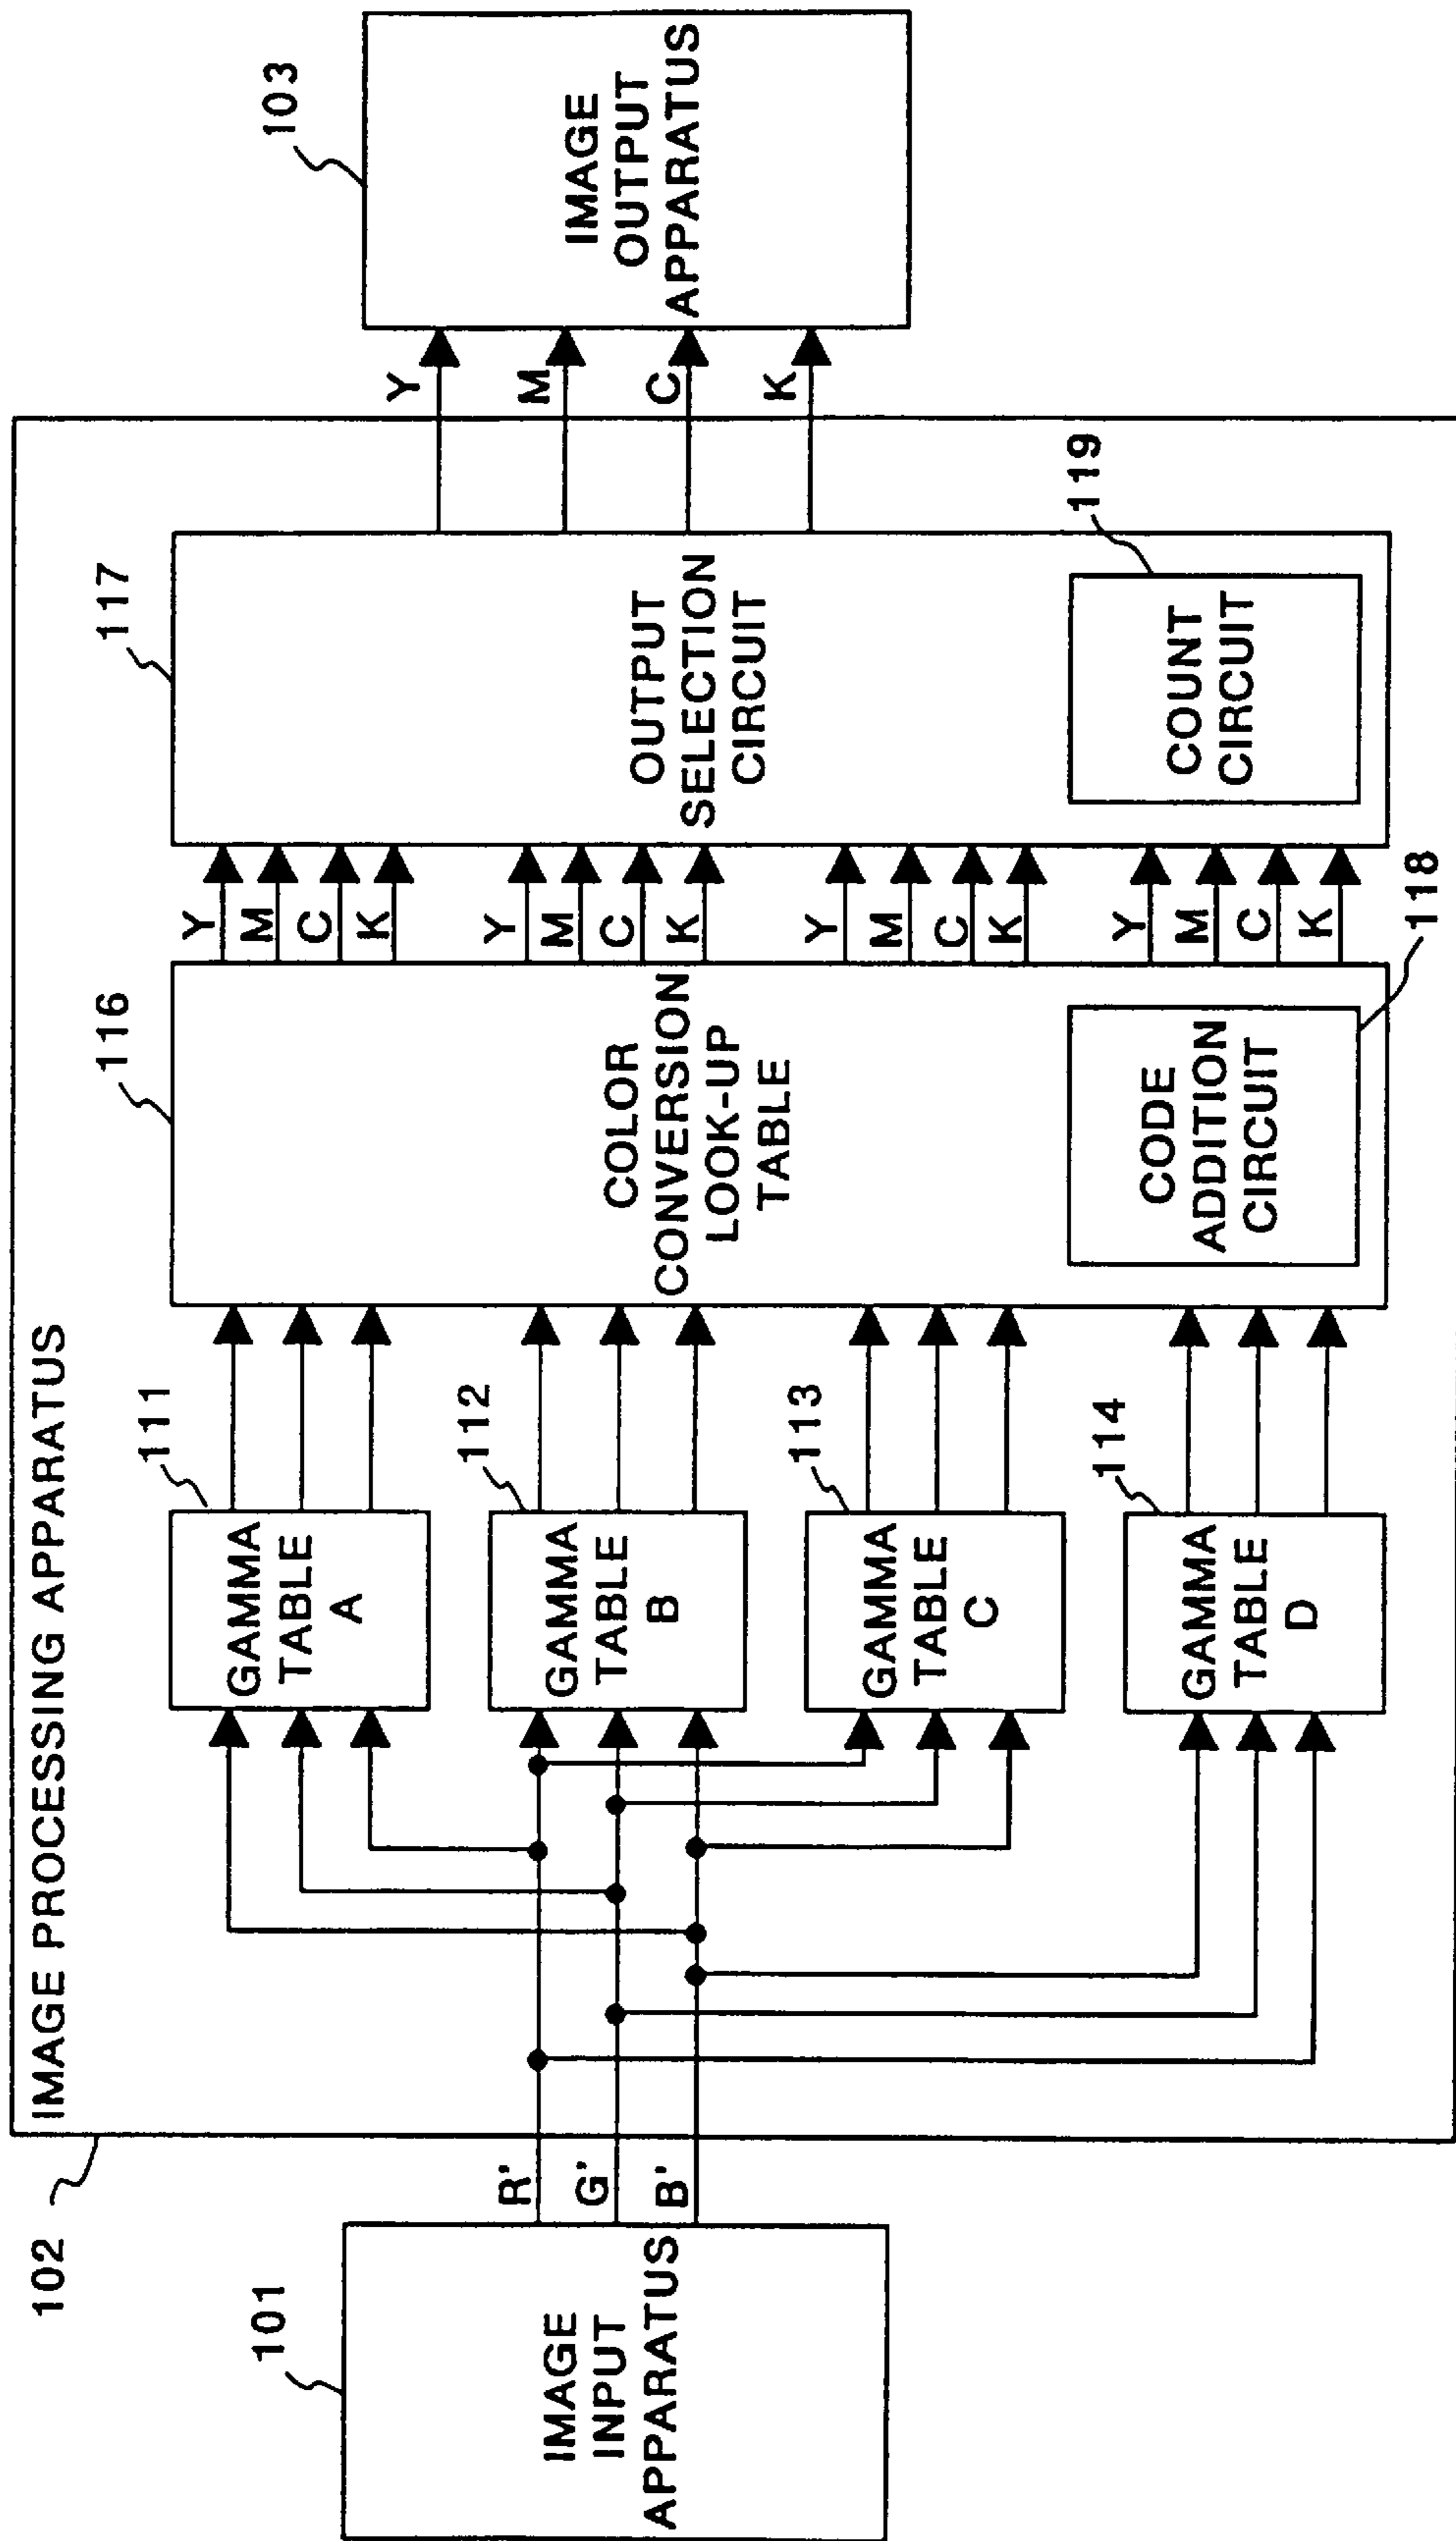 102
IMAGE PROCESSING APPARATUS
101
IMAGE
INPUT
APPARATUS
R'
G'
B'
111
GAMMA
TABLE
A
112
GAMMA
TABLE
B
113
GAMMA
TABLE
C
114
GAMMA
TABLE
D
116
COLOR
CONVERSION
LOOK-UP
TABLE
CODE
ADDITION
CIRCUIT
118
Y
M
C
K
Y
M
C
K
Y
M
C
K
Y
M
C
K
117
OUTPUT
SELECTION
CIRCUIT
COUNT
CIRCUIT
119
Y
M
C
K
103
IMAGE
OUTPUT
APPARATUS